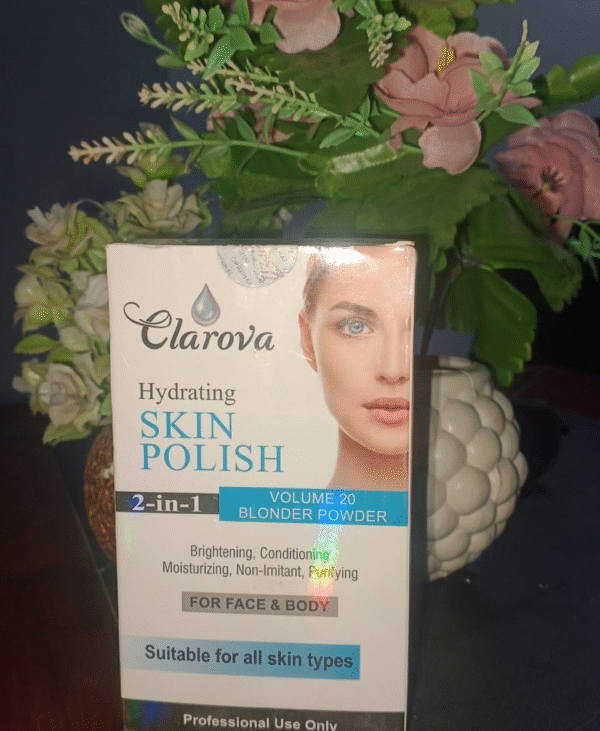 Clarova
Hydrating
SKIN
POLISH
2-in-1
VOLUME 20
BLONDER POWDER
Brightening, Conditioning
Moisturizing, Non-Imitant, Purifying
FOR FACE & BODY
Suitable for all skin types
Professional Use Only